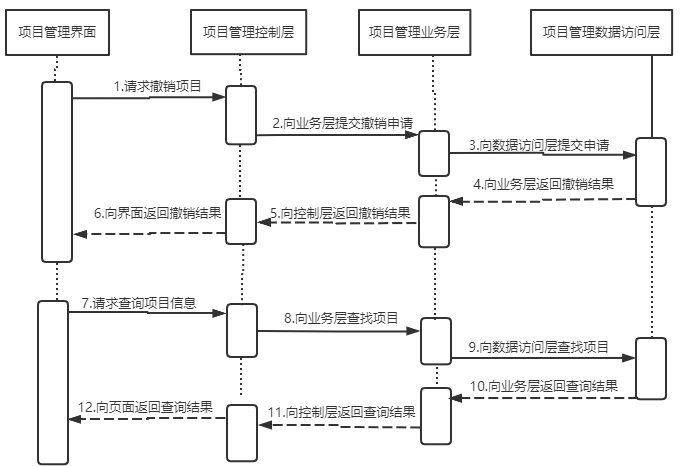 项目管理界面
项目管理控制层
项目管理业务层
项目管理数据访问层
1.请求撤销项目
2.向业务层提交撤销申请
3.向数据访问层提交申请
4.向业务层返回撤销结果
5.向控制层返回撤销结果
6.向界面返回撤销结果
7.请求查询项目信息
8.向业务层查找项目
9.向数据访问层查找项目
10.向业务层返回查询结果
11.向控制层返回查询结果
12.向页面返回查询结果